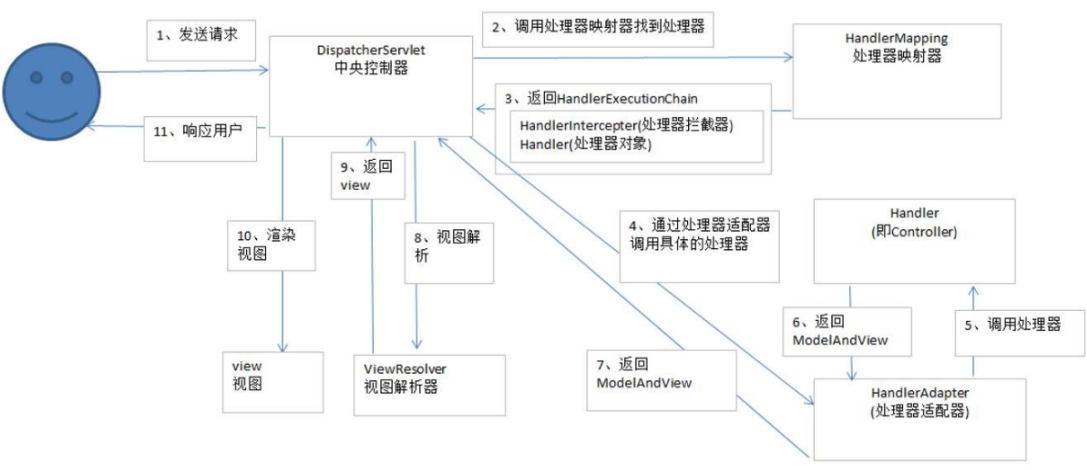 1、发送请求
2、调用处理器映射器找到处理器
DispatcherServlet
中央控制器
HandlerMapping
处理器映射器
3、返回HandlerExecutionChain
HandlerIntercepter(处理器拦截器)
Handler(处理器对象)
11、响应用户
9、返回
view
4、通过处理器适配器
调用具体的处理器
Handler
(即Controller)
10、渲染
视图
8、视图解
析
6、返回
ModelAndView
5、调用处理器
7、返回
ModelAndView
view
视图
ViewResolver
视图解析器
HandlerAdapter
(处理器适配器)